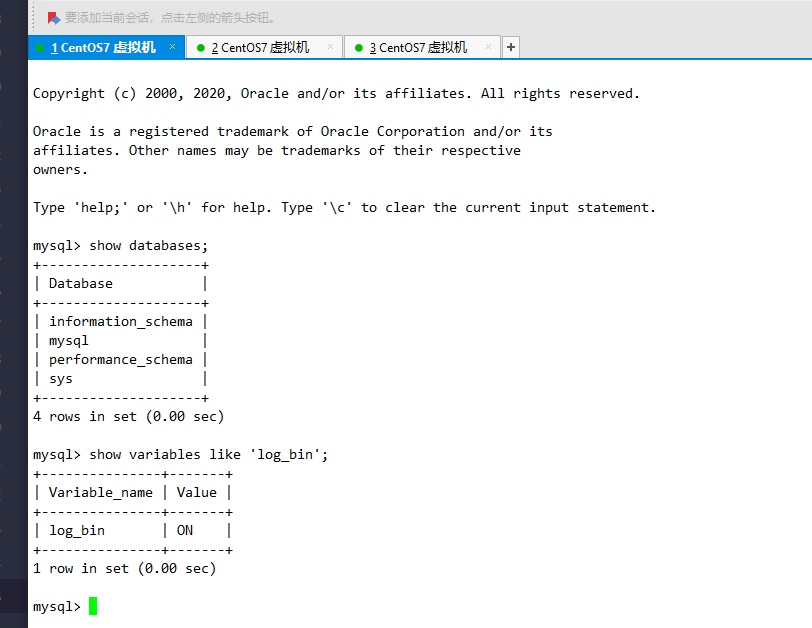 要添加当前会话，点击左侧的箭头按钮。
1 CentOS7 虚拟机 × 2 CentOS7 虚拟机 × 3 CentOS7 虚拟机 × +
Copyright (c) 2000, 2020, Oracle and/or its affiliates. All rights reserved.
Oracle is a registered trademark of Oracle Corporation and/or its
affiliates. Other names may be trademarks of their respective
owners.
Type 'help;' or '\h' for help. Type '\c' to clear the current input statement.
mysql> show databases;
+--------------------+
| Database           |
+--------------------+
| information_schema |
| mysql              |
| performance_schema |
| sys                |
+--------------------+
4 rows in set (0.00 sec)
mysql> show variables like 'log_bin';
+---------------+-------+
| Variable_name | Value |
+---------------+-------+
| log_bin       | ON    |
+---------------+-------+
1 row in set (0.00 sec)
mysql>